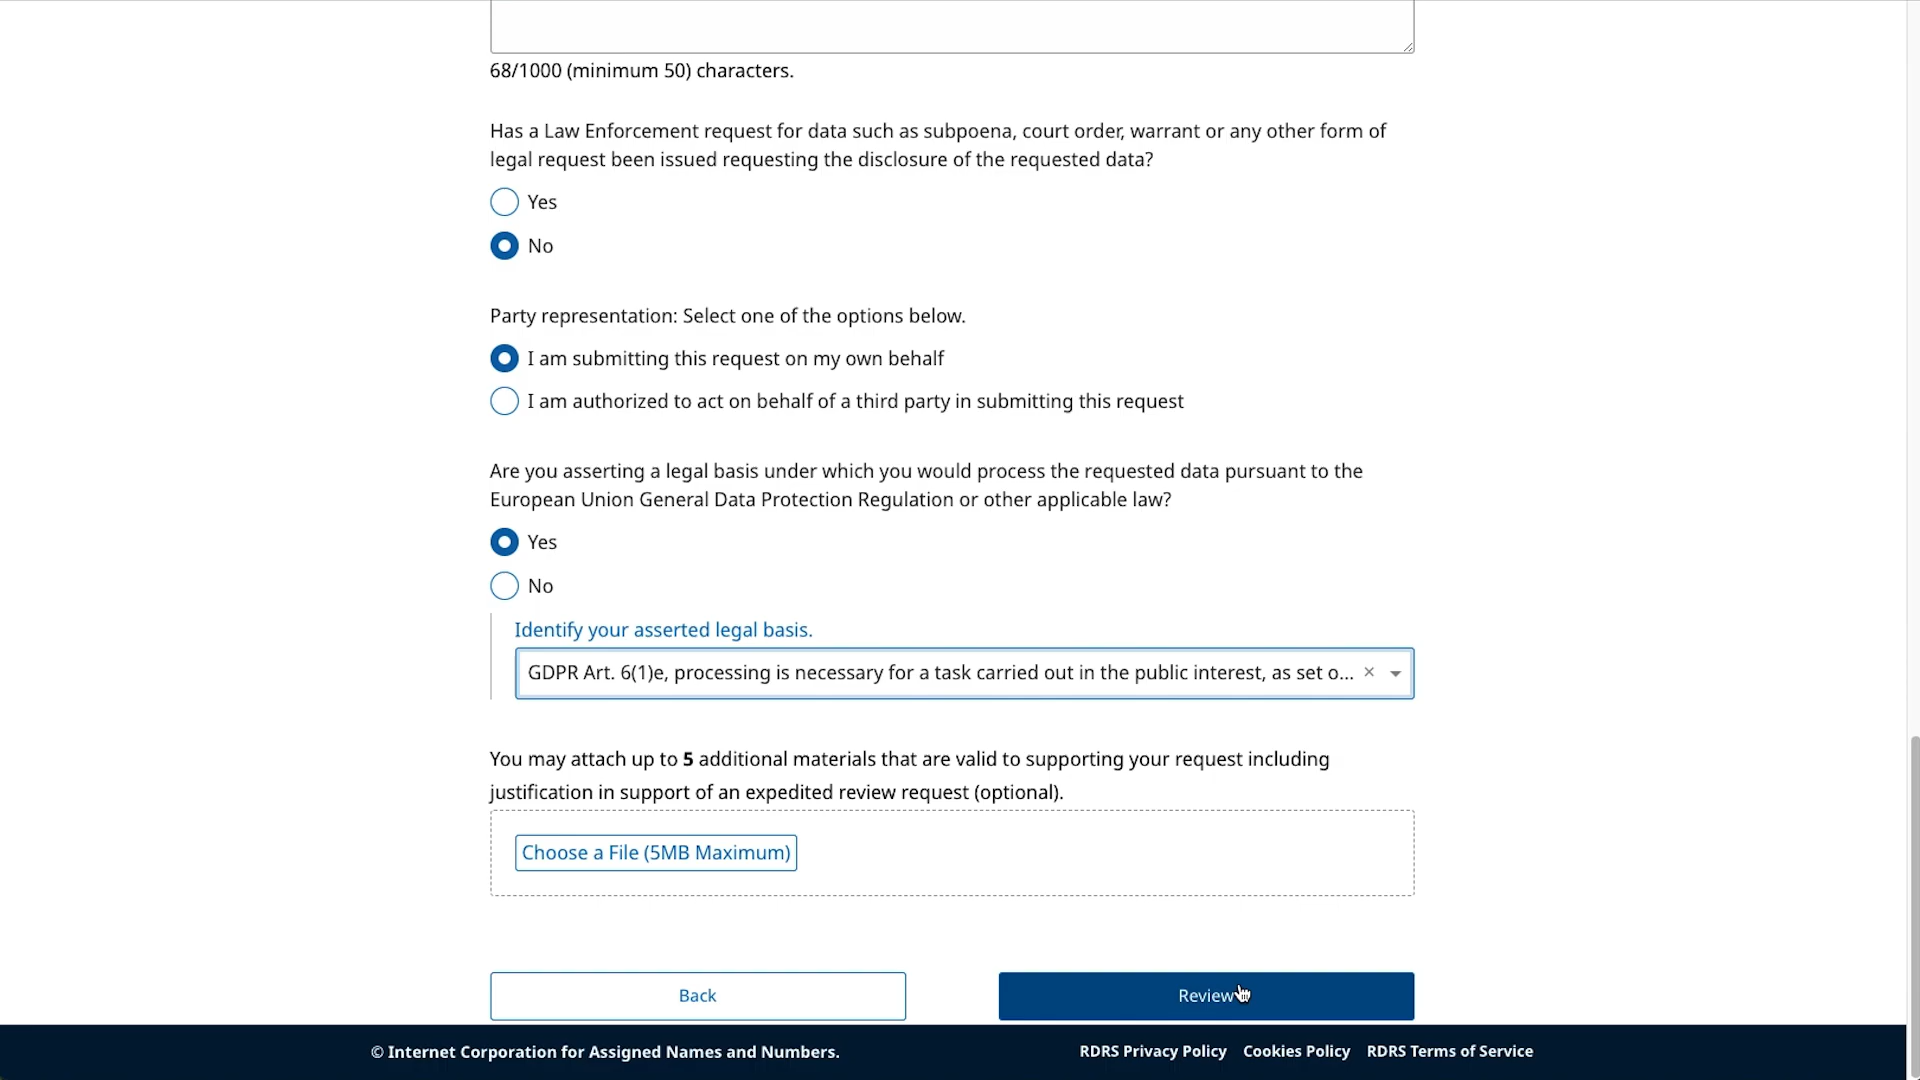 68/1000 (minimum 50) characters.
Has a Law Enforcement request for data such as subpoena, court order, warrant or any other form of
legal request been issued requesting the disclosure of the requested data?
Yes
No
Party representation: Select one of the options below.
I am submitting this request on my own behalf
I am authorized to act on behalf of a third party in submitting this request
Are you asserting a legal basis under which you would process the requested data pursuant to the
European Union General Data Protection Regulation or other applicable law?
Yes
No
Identify your asserted legal basis.
GDPR Art. 6(1)e, processing is necessary for a task carried out in the public interest, as set o... ×
You may attach up to 5 additional materials that are valid to supporting your request including
justification in support of an expedited review request (optional).
Choose a File (5MB Maximum)
Back
Review
© Internet Corporation for Assigned Names and Numbers.
RDRS Privacy Policy Cookies Policy RDRS Terms of Service